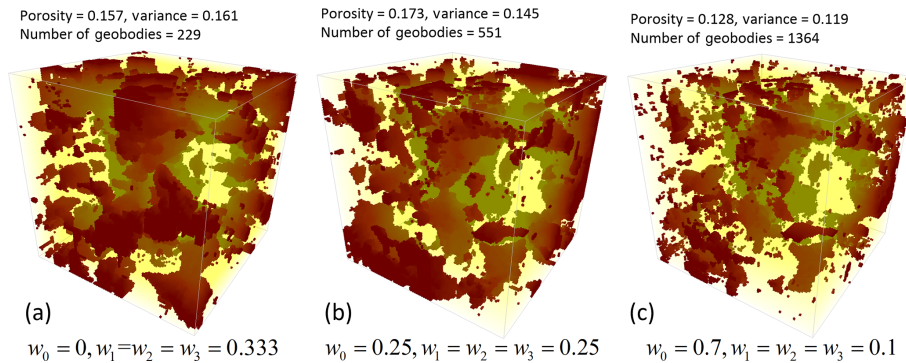 Porosity = 0.157, variance = 0.161
Number of geobodies = 229
Porosity = 0.173, variance = 0.145
Number of geobodies = 551
Porosity = 0.128, variance = 0.119
Number of geobodies = 1364
(a)
(b)
(c)
w₀ = 0, w₁=w₂ = w₃ = 0.333
w₀ = 0.25, w₁ = w₂ = w₃ = 0.25
w₀ = 0.7, w₁ = w₂ = w₃ = 0.1